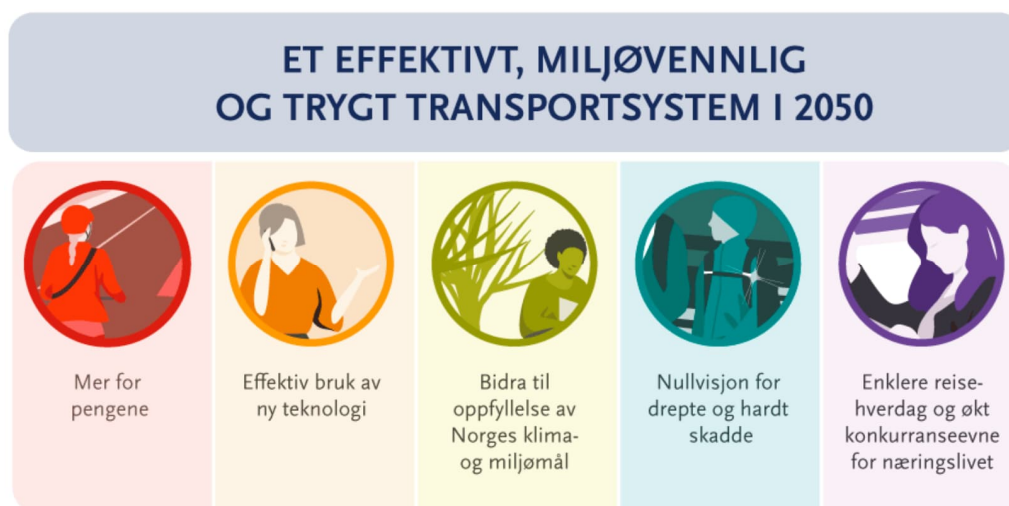 ET EFFEKTIVT, MILJØVENNLIG
OG TRYGT TRANSPORTSYSTEM I 2050
Mer for
pengene
Effektiv bruk av
ny teknologi
Bidra til
oppfyllelse av
Norges klima-
og miljømål
Nullvisjon for
drepte og hardt
skadde
Enklere reise-
hverdag og økt
konkurranseevne
for næringslivet